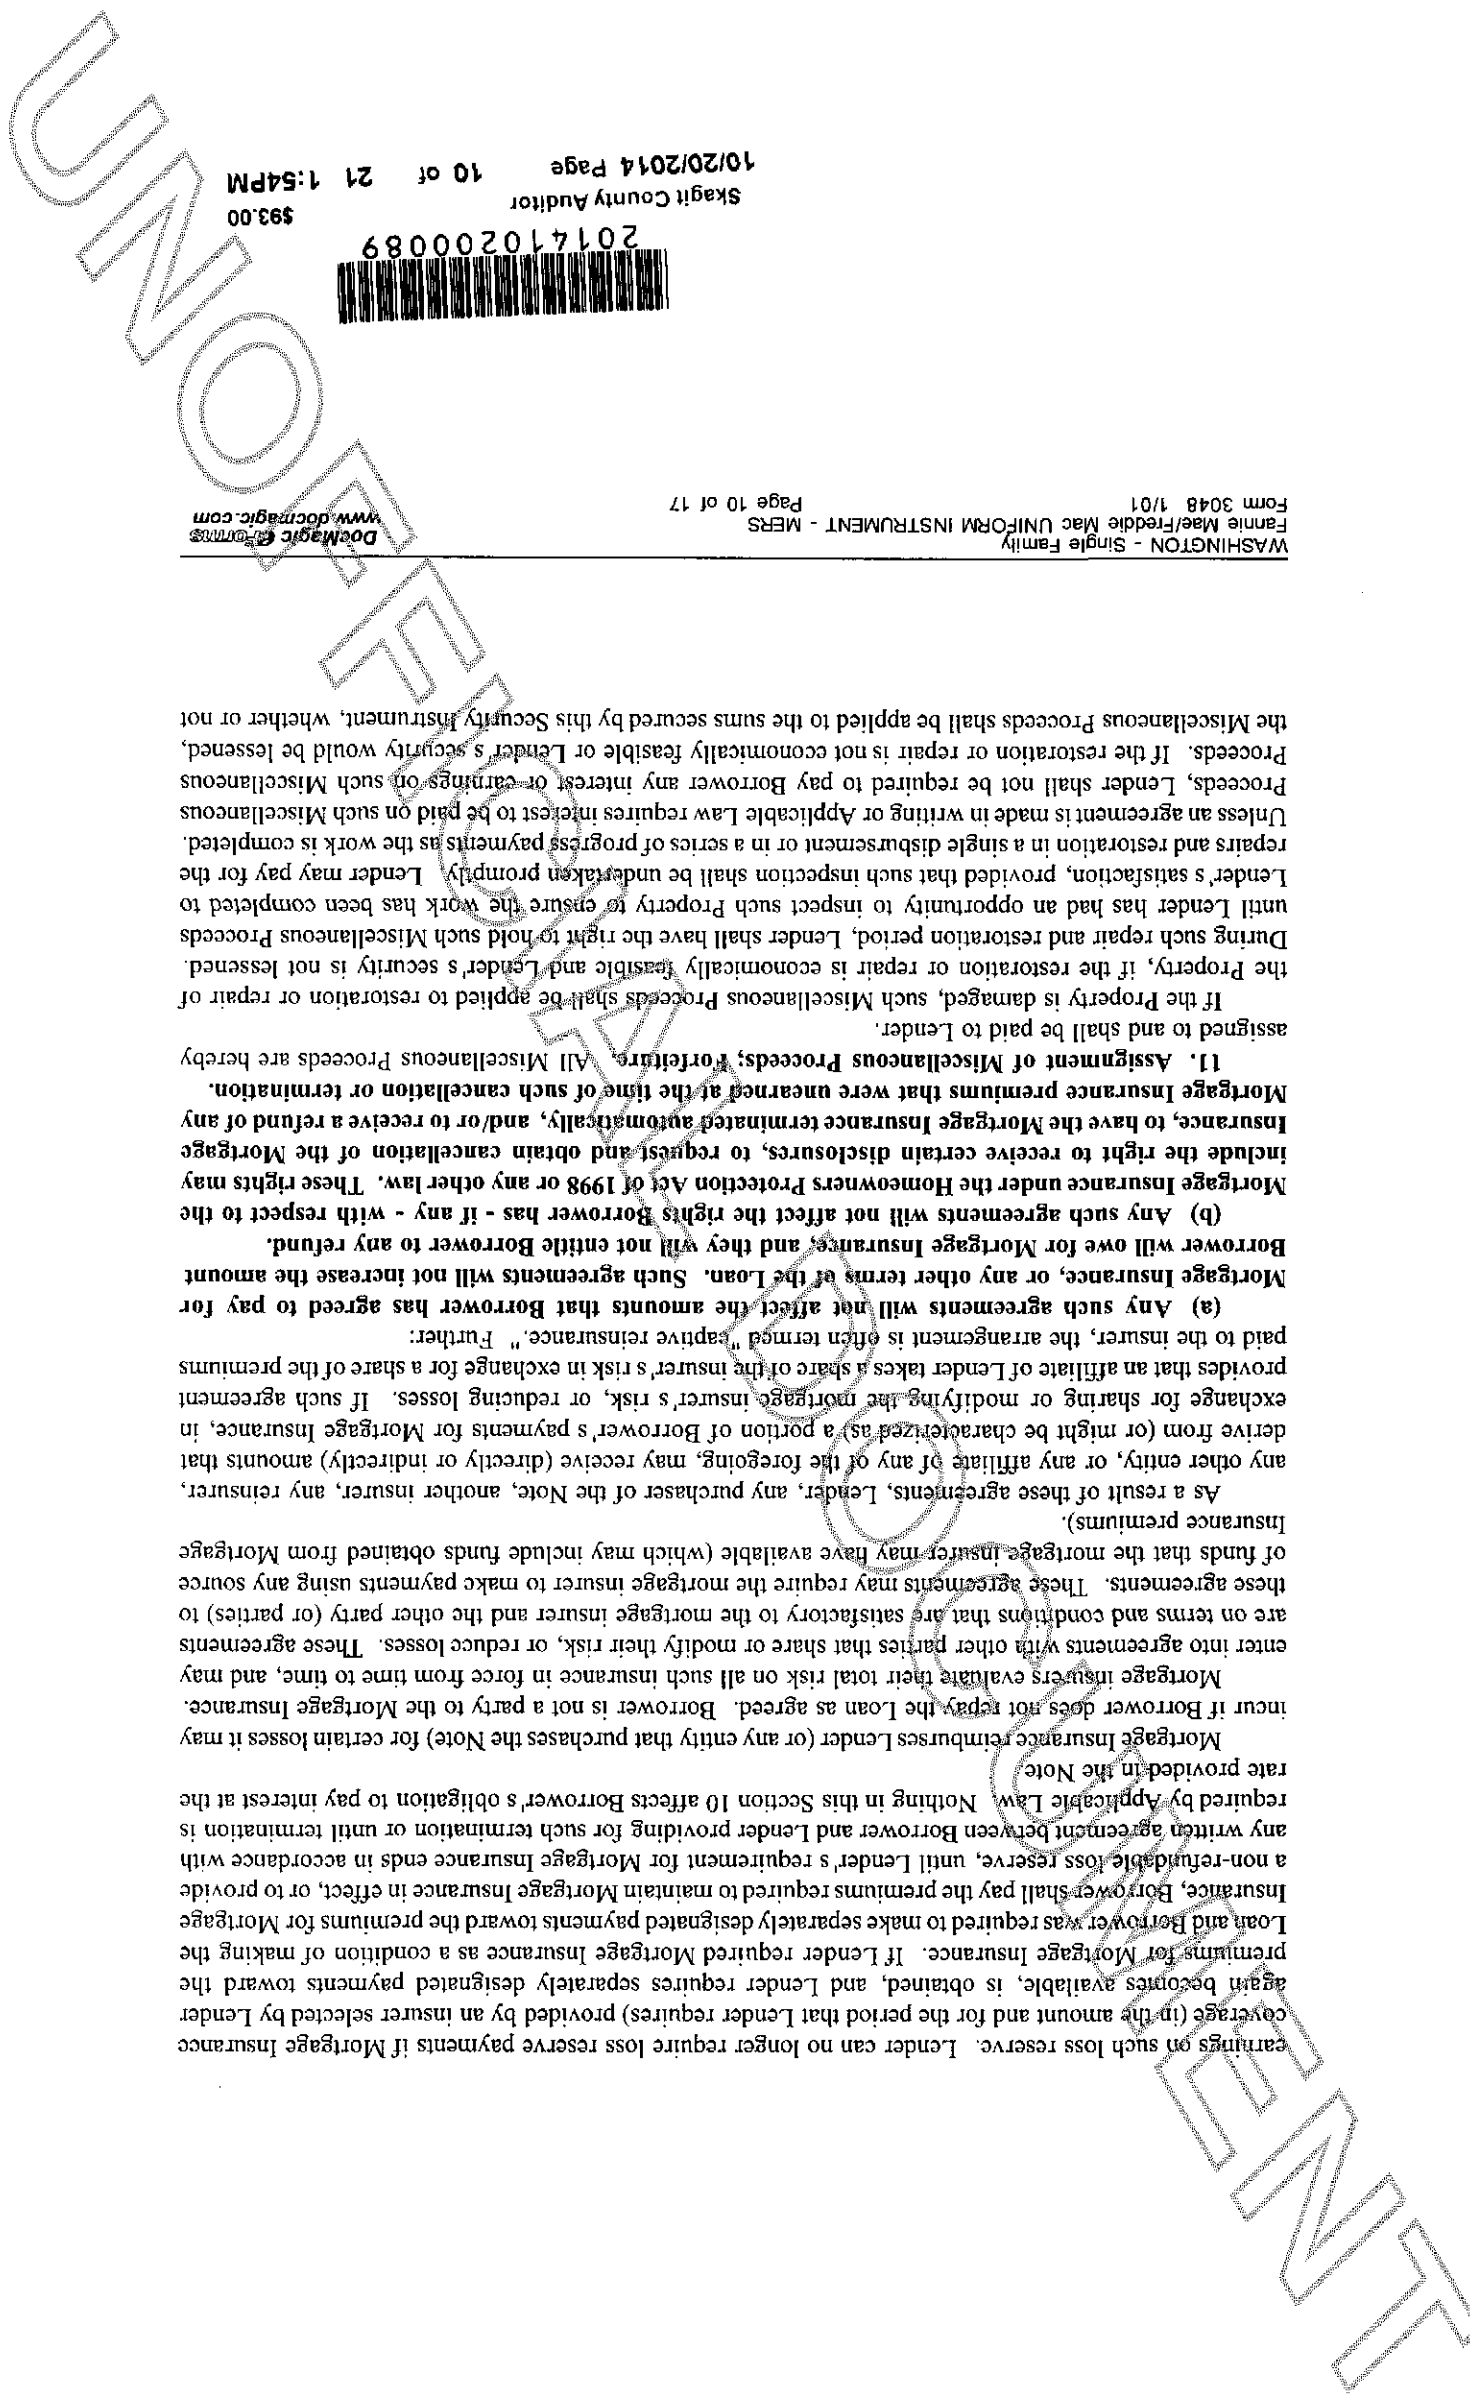 earnings on such loss reserve. Lender can no longer require loss reserve payments if Mortgage Insurance
coverage (in the amount and for the period that Lender requires) provided by an insurer selected by Lender
again becomes available, is obtained, and Lender requires separately designated payments toward the
premiums for Mortgage Insurance. If Lender required Mortgage Insurance as a condition of making the
Loan and Borrower was required to make separately designated payments toward the premiums for Mortgage
Insurance, Borrower shall pay the premiums required to maintain Mortgage Insurance in effect, or to provide
a non-refundable loss reserve, until Lender's requirement for Mortgage Insurance ends in accordance with
any written agreement between Borrower and Lender providing for such termination or until termination is
required by Applicable Law. Nothing in this Section 10 affects Borrower's obligation to pay interest at the
rate provided in the Note.
Mortgage Insurance reimburses Lender (or any entity that purchases the Note) for certain losses it may
incur if Borrower does not repay the Loan as agreed. Borrower is not a party to the Mortgage Insurance.
Mortgage insurers evaluate their total risk on all such insurance in force from time to time, and may
enter into agreements with other parties that share or modify their risk, or reduce losses. These agreements
are on terms and conditions that are satisfactory to the mortgage insurer and the other party (or parties) to
these agreements. These agreements may require the mortgage insurer to make payments using any source
of funds that the mortgage insurer may have available (which may include funds obtained from Mortgage
Insurance premiums).
As a result of these agreements, Lender, any purchaser of the Note, another insurer, any reinsurer,
any other entity, or any affiliate of any of the foregoing, may receive (directly or indirectly) amounts that
derive from (or might be characterized as) a portion of Borrower's payments for Mortgage Insurance, in
exchange for sharing or modifying the mortgage insurer's risk, or reducing losses. If such agreement
provides that an affiliate of Lender takes a share of the insurer's risk in exchange for a share of the premiums
paid to the insurer, the arrangement is often termed "captive reinsurance." Further:
(a) Any such agreements will not affect the amounts that Borrower has agreed to pay for
Mortgage Insurance, or any other terms of the Loan. Such agreements will not increase the amount
Borrower will owe for Mortgage Insurance, and they will not entitle Borrower to any refund.
(b) Any such agreements will not affect the rights Borrower has - if any - with respect to the
Mortgage Insurance under the Homeowners Protection Act of 1998 or any other law. These rights may
include the right to receive certain disclosures, to request and obtain cancellation of the Mortgage
Insurance, to have the Mortgage Insurance terminated automatically, and/or to receive a refund of any
Mortgage Insurance premiums that were unearned at the time of such cancellation or termination.
11. Assignment of Miscellaneous Proceeds; Forfeiture. All Miscellaneous Proceeds are hereby
assigned to and shall be paid to Lender.
If the Property is damaged, such Miscellaneous Proceeds shall be applied to restoration or repair of
the Property, if the restoration or repair is economically feasible and Lender's security is not lessened.
During such repair and restoration period, Lender shall have the right to hold such Miscellaneous Proceeds
until Lender has had an opportunity to inspect such Property to ensure the work has been completed to
Lender's satisfaction, provided that such inspection shall be undertaken promptly. Lender may pay for the
repairs and restoration in a single disbursement or in a series of progress payments as the work is completed.
Unless an agreement is made in writing or Applicable Law requires interest to be paid on such Miscellaneous
Proceeds, Lender shall not be required to pay Borrower any interest or earnings on such Miscellaneous
Proceeds. If the restoration or repair is not economically feasible or Lender's security would be lessened,
the Miscellaneous Proceeds shall be applied to the sums secured by this Security Instrument, whether or not
WASHINGTON - Single Family
Fannie Mae/Freddie Mac UNIFORM INSTRUMENT - MERS
Form 3048 1/01
Page 10 of 17
DocMagic eForms
www.docmagic.com
201410200089
Skagit County Auditor $93.00
10/20/2014 Page 10 of 21 1:54PM
UNOFFICIAL DOCUMENT